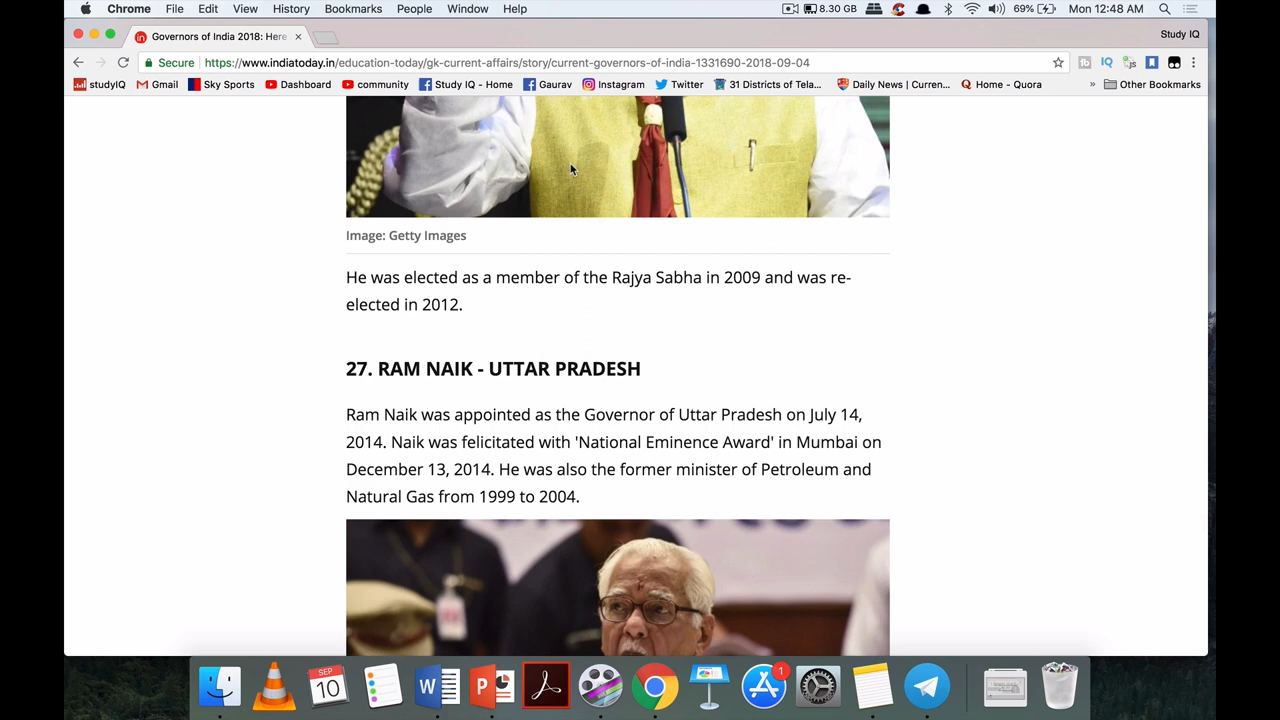 Chrome File Edit View History Bookmarks People Window Help 8.30 GB 69% Mon 12:48 AM
Governors of India 2018: Here Study IQ
Secure https://www.indiatoday.in/education-today/gk-current-affairs/story/current-governors-of-india-1331690-2018-09-04 IQ
studyIQ Gmail Sky Sports Dashboard community Study IQ - Home Gaurav Instagram Twitter 31 Districts of Tela... Daily News | Curren... Home - Quora » Other Bookmarks
Image: Getty Images
He was elected as a member of the Rajya Sabha in 2009 and was re-
elected in 2012.
27. RAM NAIK - UTTAR PRADESH
Ram Naik was appointed as the Governor of Uttar Pradesh on July 14,
2014. Naik was felicitated with 'National Eminence Award' in Mumbai on
December 13, 2014. He was also the former minister of Petroleum and
Natural Gas from 1999 to 2004.
SEP
10
W
P
1